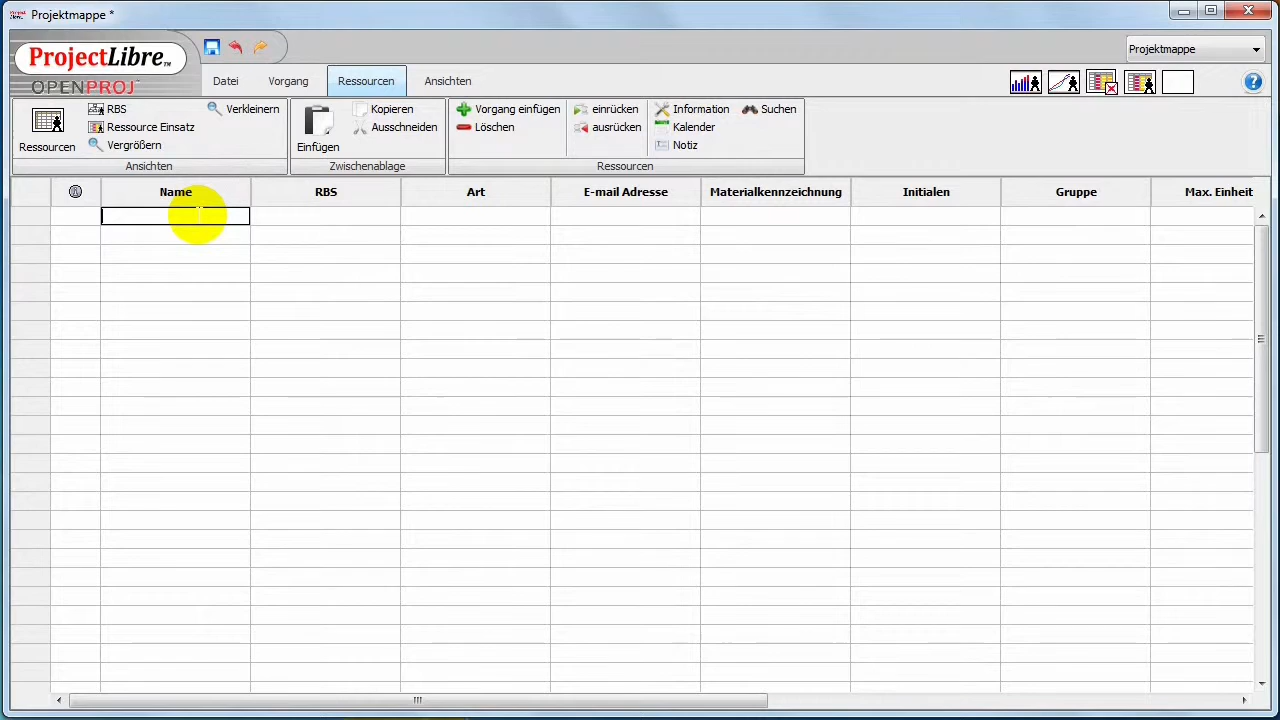 Projektmappe *
ProjectLibre™
OPENPROJ
Projektmappe
Datei Vorgang Ressourcen Ansichten
Ressourcen
RBS
Ressource Einsatz
Vergrößern
Verkleinern
Ansichten
Einfügen
Kopieren
Ausschneiden
Zwischenablage
Vorgang einfügen
Löschen
einrücken
ausrücken
Information
Kalender
Notiz
Suchen
Ressourcen
Name RBS Art E-mail Adresse Materialkennzeichnung Initialen Gruppe Max. Einheit